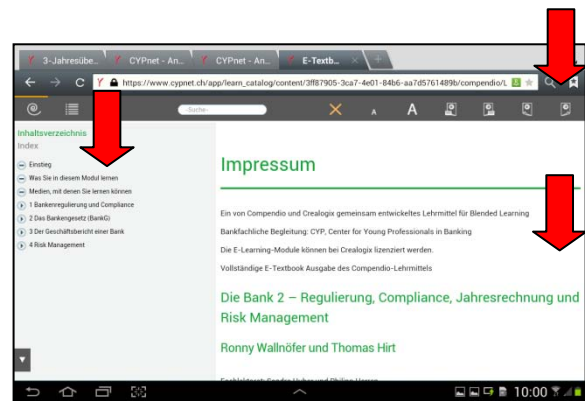 3-Jahresübe...
CYPnet - An...
CYPnet - An...
E-Textb...
https://www.cypnet.ch/app/learn_catalog/content/3ff87905-3ca7-4e01-84b6-aa7d5761489b/compendio/L
-Suche-
A
A
Inhaltsverzeichnis
Index
Einstieg
Was Sie in diesem Modul lernen
Medien, mit denen Sie lernen können
1 Bankenregulierung und Compliance
2 Das Bankengesetz (BankG)
3 Der Geschäftsbericht einer Bank
4 Risk Management
Impressum
Ein von Compendio und Crealogix gemeinsam entwickeltes Lehrmittel für Blended Learning
Bankfachliche Begleitung: CYP, Center for Young Professionals in Banking
Die E-Learning-Module können bei Crealogix lizenziert werden.
Vollständige E-Textbook Ausgabe des Compendio-Lehrmittels
Die Bank 2 – Regulierung, Compliance, Jahresrechnung und
Risk Management
Ronny Wallnöfer und Thomas Hirt
10:00